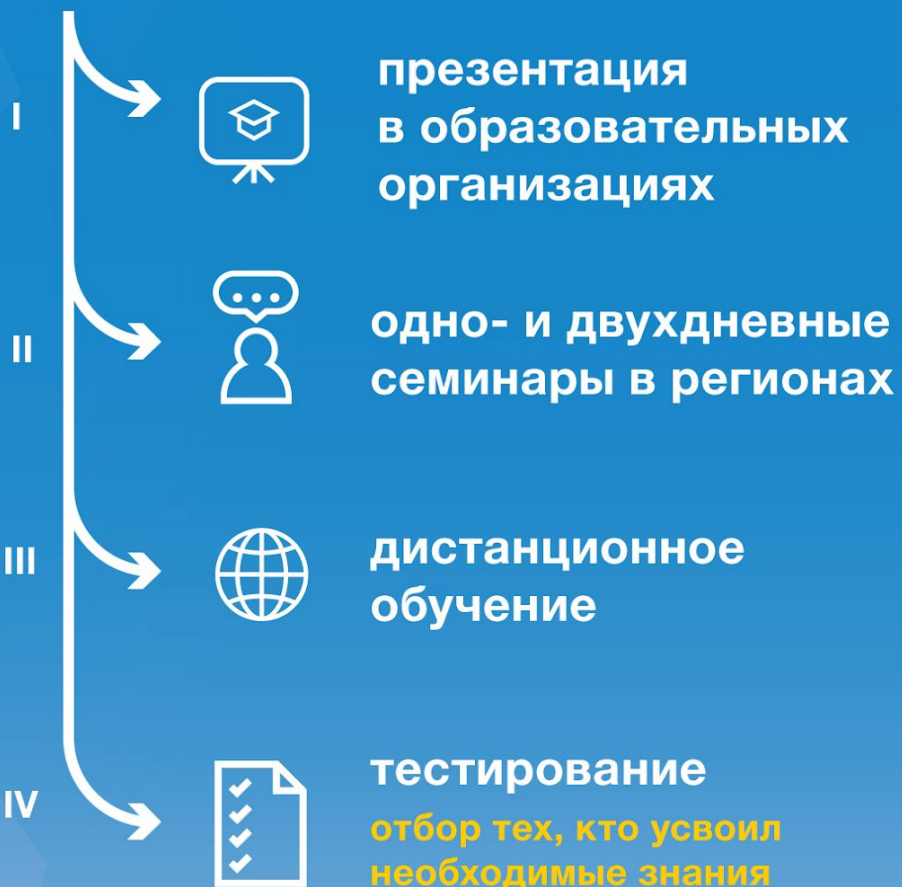 I
презентация
в образовательных
организациях
II
одно- и двухдневные
семинары в регионах
III
дистанционное
обучение
IV
тестирование
отбор тех, кто усвоил
необходимые знания